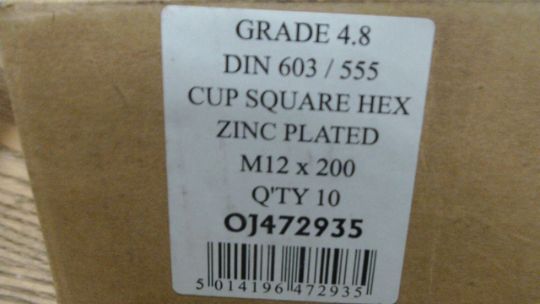 GRADE 4.8
DIN 603 / 555
CUP SQUARE HEX
ZINC PLATED
M12 x 200
Q'TY 10
OJ472935
5 014196 472935